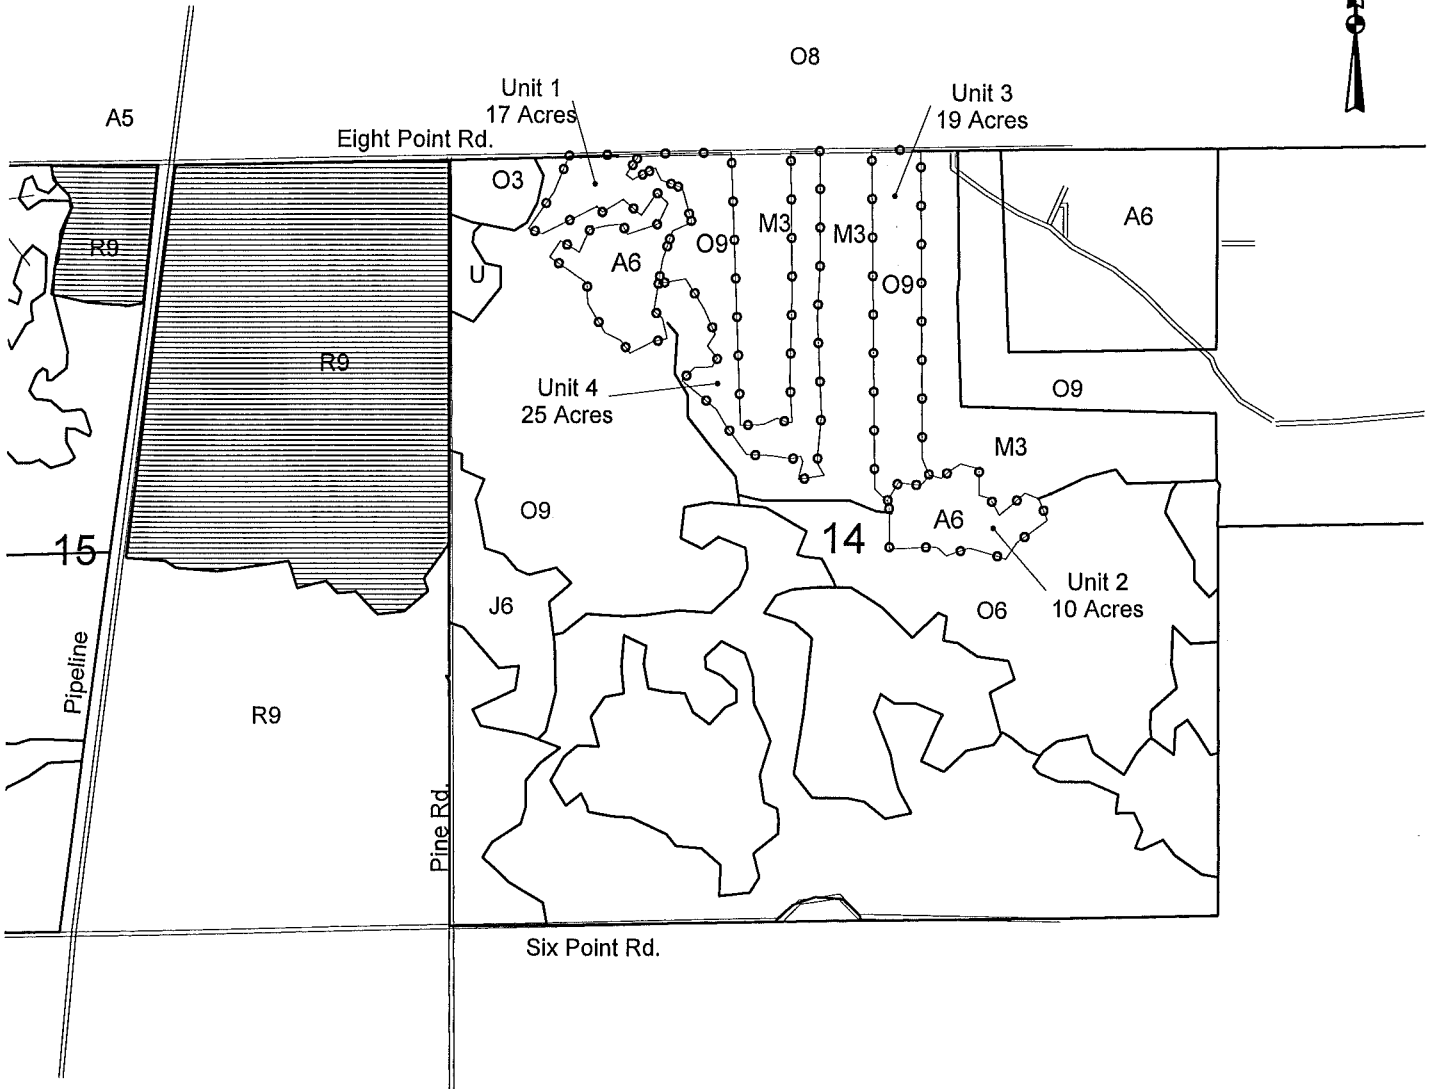 O8
Unit 1
17 Acres
Unit 3
19 Acres
A5
Eight Point Rd.
O3
A6
M3
M3
O9
R9
A6
U
O9
R9
Unit 4
25 Acres
O9
M3
O9
A6
14
15
Unit 2
10 Acres
J6
O6
Pipeline
R9
Pine Rd.
Six Point Rd.